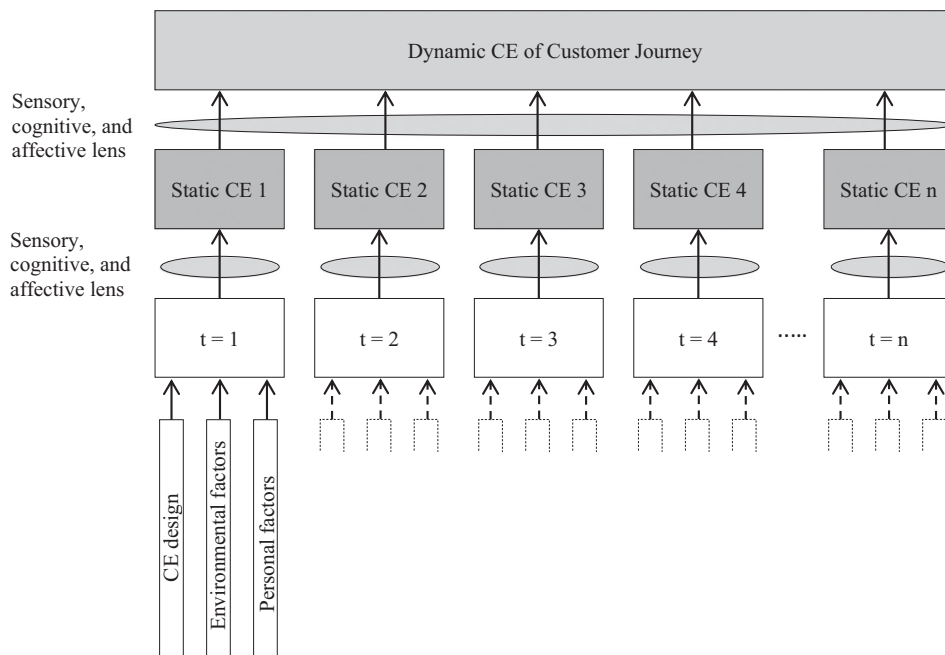 Dynamic CE of Customer Journey
Sensory,
cognitive, and
affective lens
Static CE 1
Static CE 2
Static CE 3
Static CE 4
Static CE n
Sensory,
cognitive, and
affective lens
t = 1
t = 2
t = 3
t = 4
.....
t = n
CE design
Environmental factors
Personal factors